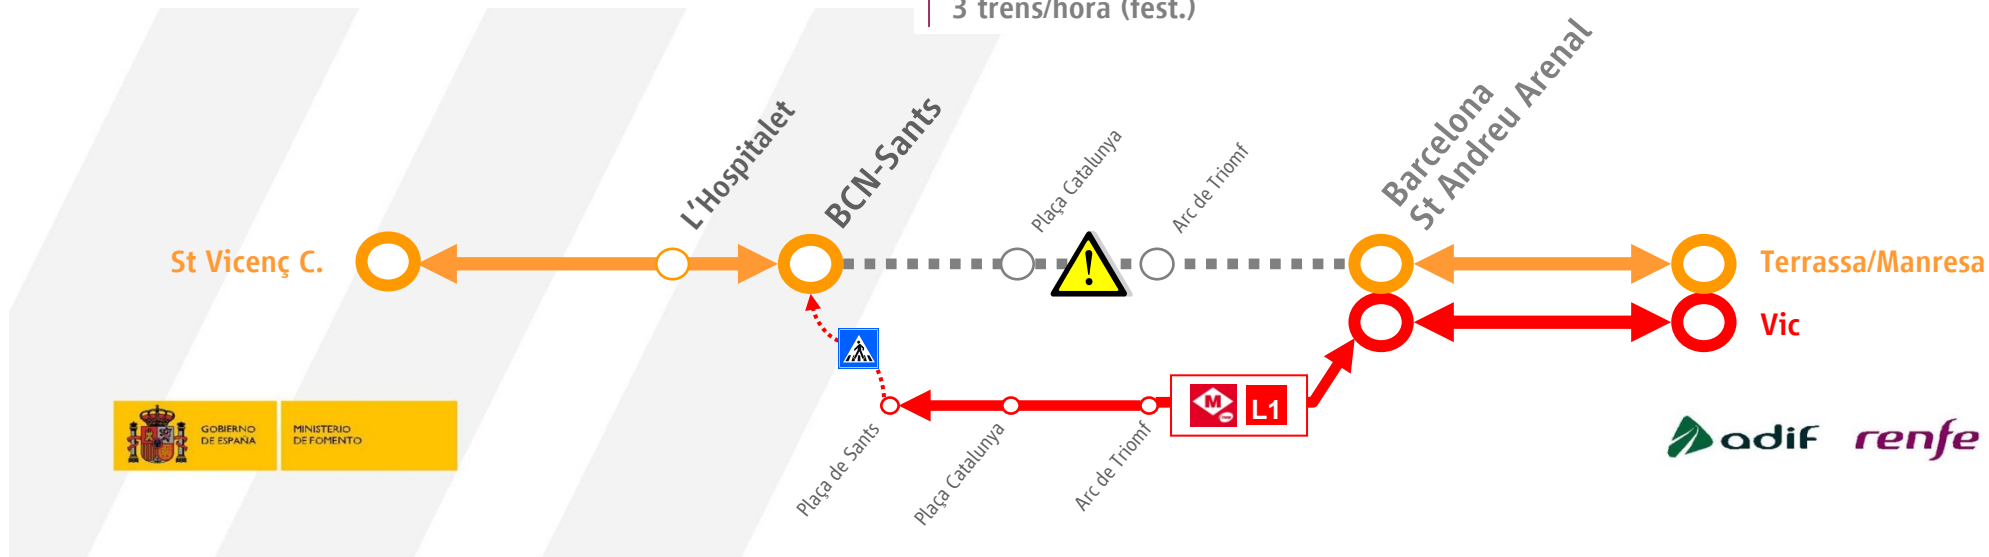 3 trens/hora (fest.)
L'Hospitalet
BCN-Sants
Plaça Catalunya
Arc de Triomf
Barcelona
St Andreu Arenal
St Vicenç C.
Terrassa/Manresa
Vic
M
L1
Plaça de Sants
Plaça Catalunya
Arc de Triomf
GOBIERNO
DE ESPAÑA
MINISTERIO
DE FOMENTO
adif
renfe